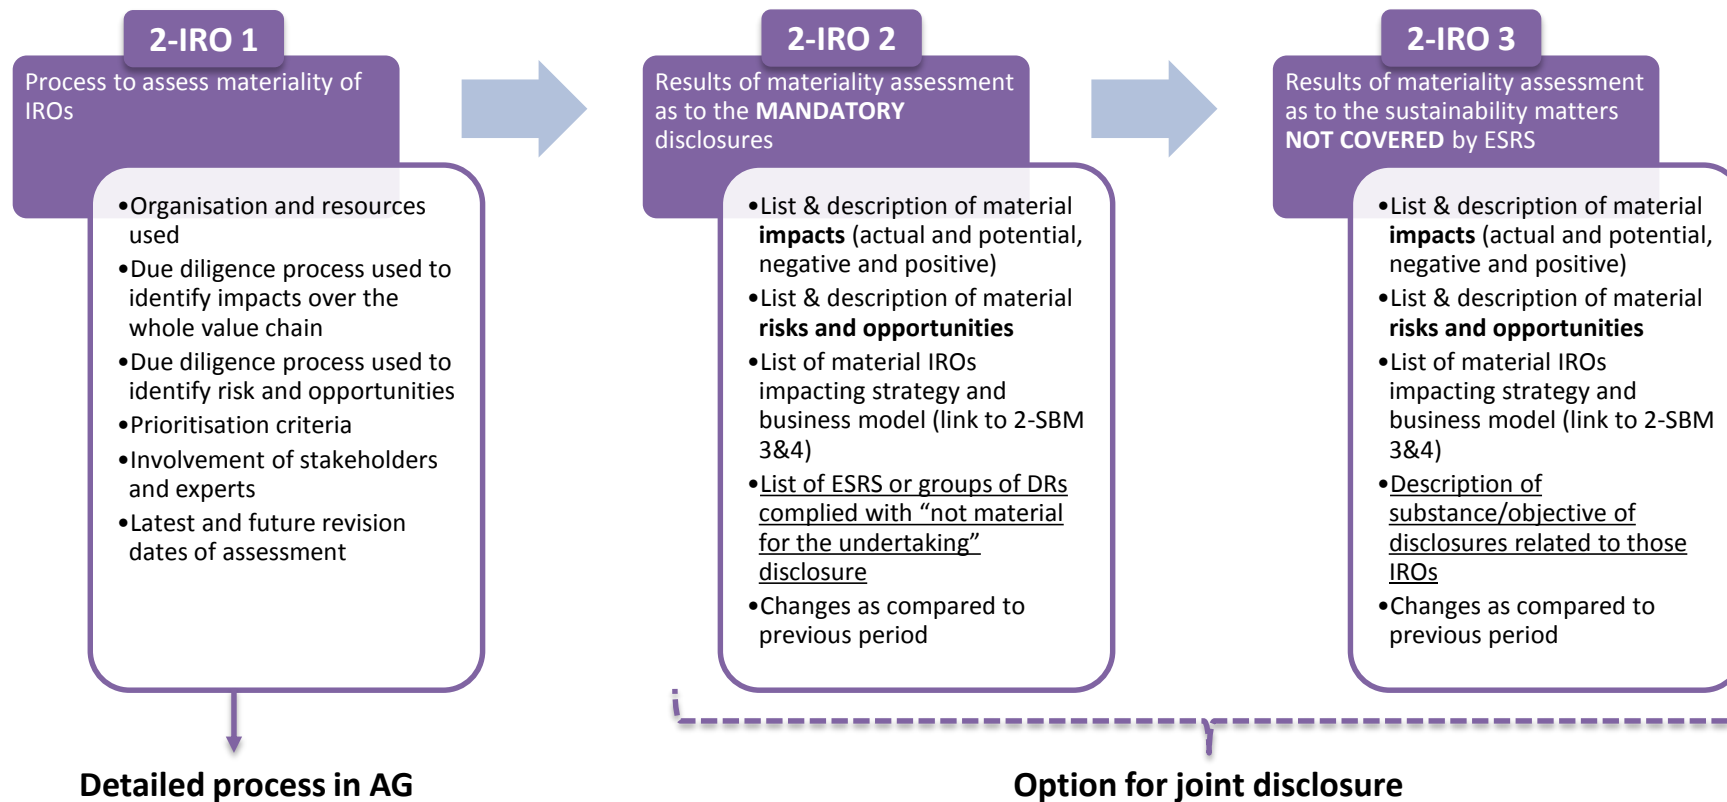 2-IRO 1
Process to assess materiality of
IROs
•Organisation and resources
used
•Due diligence process used to
identify impacts over the
whole value chain
•Due diligence process used to
identify risk and opportunities
•Prioritisation criteria
•Involvement of stakeholders
and experts
•Latest and future revision
dates of assessment
Detailed process in AG
2-IRO 2
Results of materiality assessment
as to the MANDATORY
disclosures
•List & description of material
impacts (actual and potential,
negative and positive)
•List & description of material
risks and opportunities
•List of material IROs
impacting strategy and
business model (link to 2-SBM
3&4)
•List of ESRS or groups of DRs
complied with “not material
for the undertaking”
disclosure
•Changes as compared to
previous period
2-IRO 3
Results of materiality assessment
as to the sustainability matters
NOT COVERED by ESRS
•List & description of material
impacts (actual and potential,
negative and positive)
•List & description of material
risks and opportunities
•List of material IROs
impacting strategy and
business model (link to 2-SBM
3&4)
•Description of
substance/objective of
disclosures related to those
IROs
•Changes as compared to
previous period
Option for joint disclosure